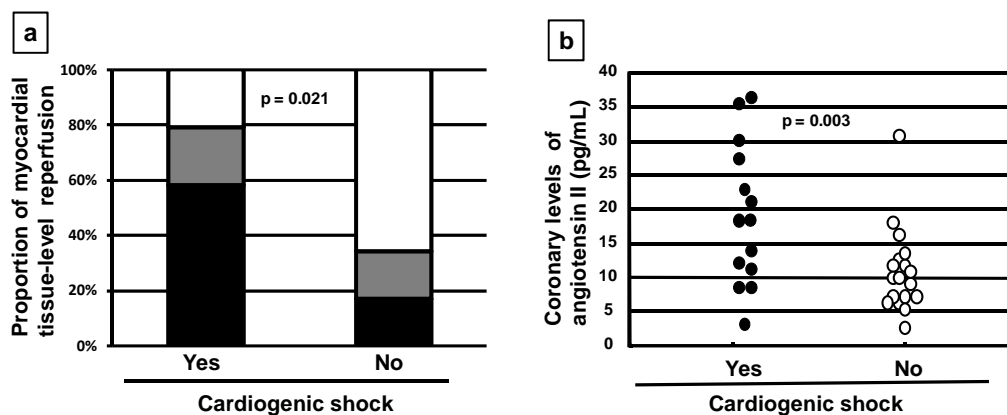 a
Proportion of myocardial
tissue-level reperfusion
100%
80%
60%
40%
20%
0%
p = 0.021
Yes
No
Cardiogenic shock
b
Coronary levels of
angiotensin II (pg/mL)
40
35
30
25
20
15
10
5
0
p = 0.003
Yes
No
Cardiogenic shock